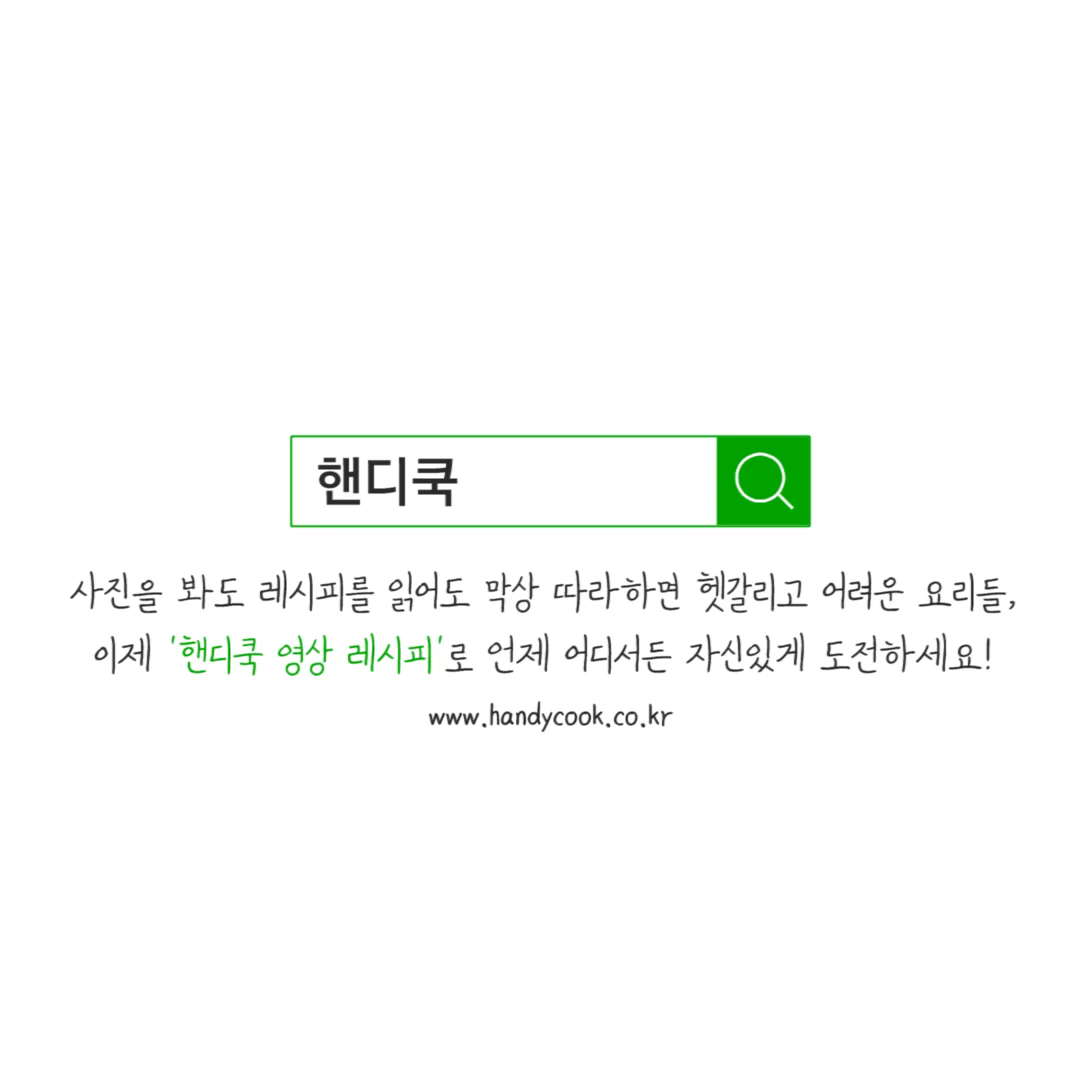 핸디쿡
사진을 봐도 레시피를 읽어도 막상 따라하면 헷갈리고 어려운 요리들,
이제 '핸디쿡 영상 레시피'로 언제 어디서든 자신있게 도전하세요!
www.handycook.co.kr